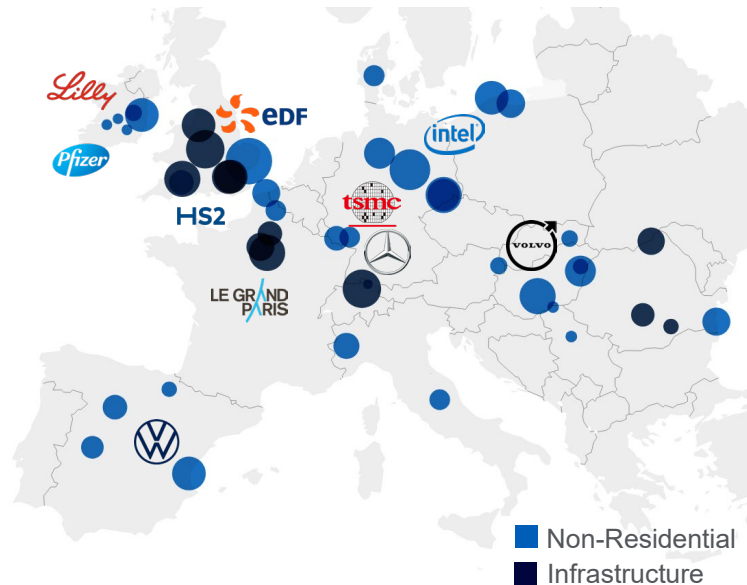 Lilly
Pfizer
eDF
HS2
intel
tsmc
VOLVO
LE GRAND
PARIS
Non-Residential
Infrastructure